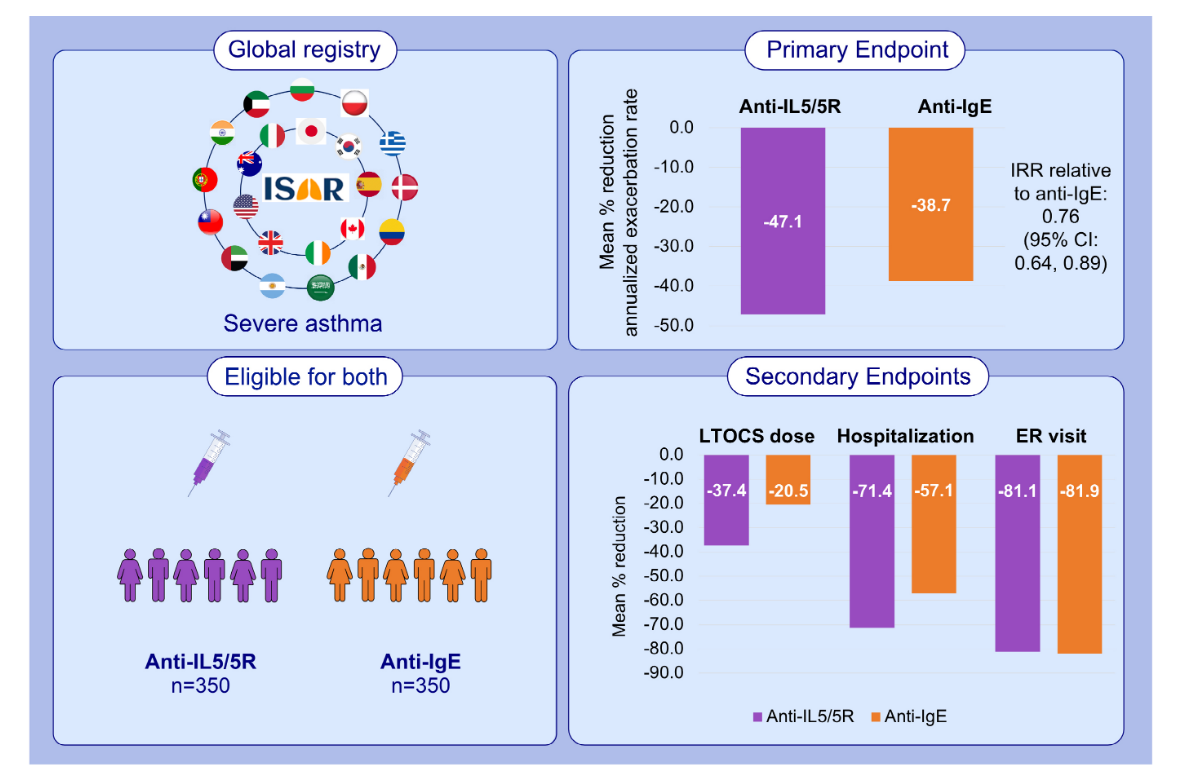 Global registry
ISAR
Severe asthma
Primary Endpoint
Mean % reduction
annualized exacerbation rate
Anti-IL5/5R
Anti-IgE
0.0
-10.0
-20.0
-30.0
-40.0
-50.0
-47.1
-38.7
IRR relative
to anti-IgE:
0.76
(95% CI:
0.64, 0.89)
Eligible for both
Anti-IL5/5R
n=350
Anti-IgE
n=350
Secondary Endpoints
Mean % reduction
LTOCS dose
Hospitalization
ER visit
0.0
-10.0
-20.0
-30.0
-40.0
-50.0
-60.0
-70.0
-80.0
-90.0
-37.4
-20.5
-71.4
-57.1
-81.1
-81.9
Anti-IL5/5R
Anti-IgE